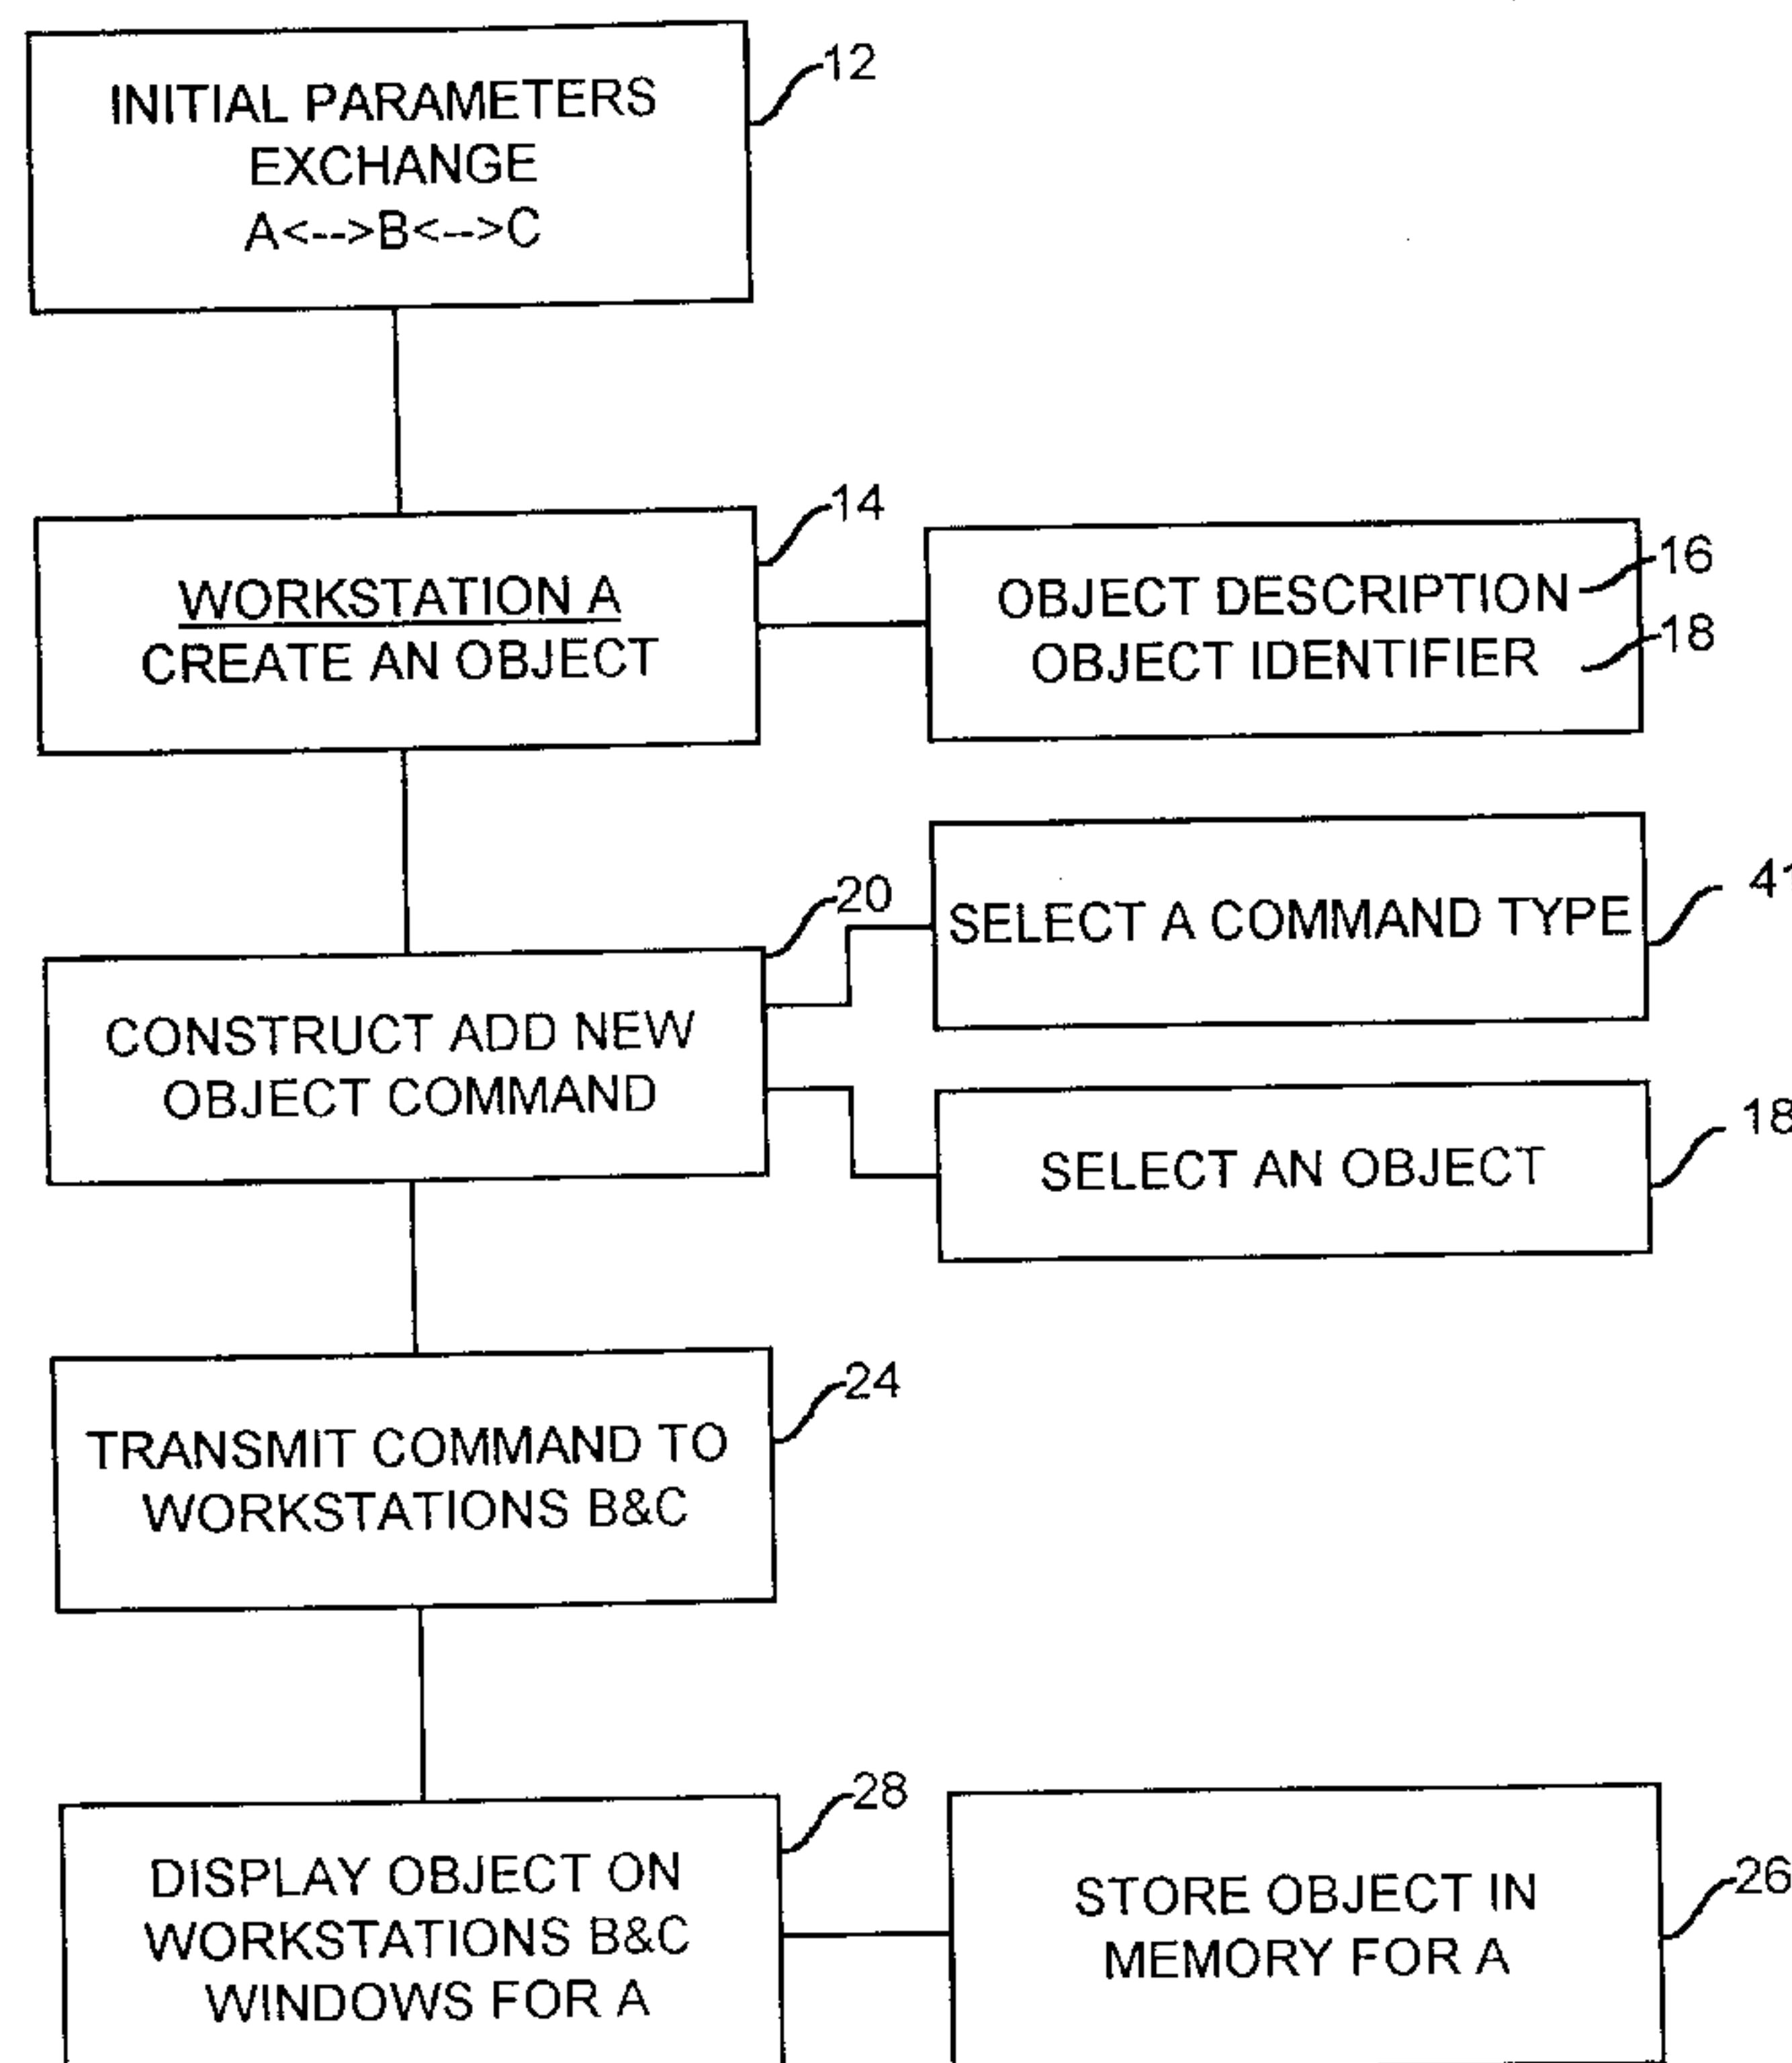 INITIAL PARAMETERS
EXCHANGE
A<-->B<-->C
12
WORKSTATION A
CREATE AN OBJECT
14
OBJECT DESCRIPTION
16
OBJECT IDENTIFIER
18
CONSTRUCT ADD NEW
OBJECT COMMAND
20
SELECT A COMMAND TYPE
41
SELECT AN OBJECT
18
TRANSMIT COMMAND TO
WORKSTATIONS B&C
24
DISPLAY OBJECT ON
WORKSTATIONS B&C
WINDOWS FOR A
28
STORE OBJECT IN
MEMORY FOR A
26